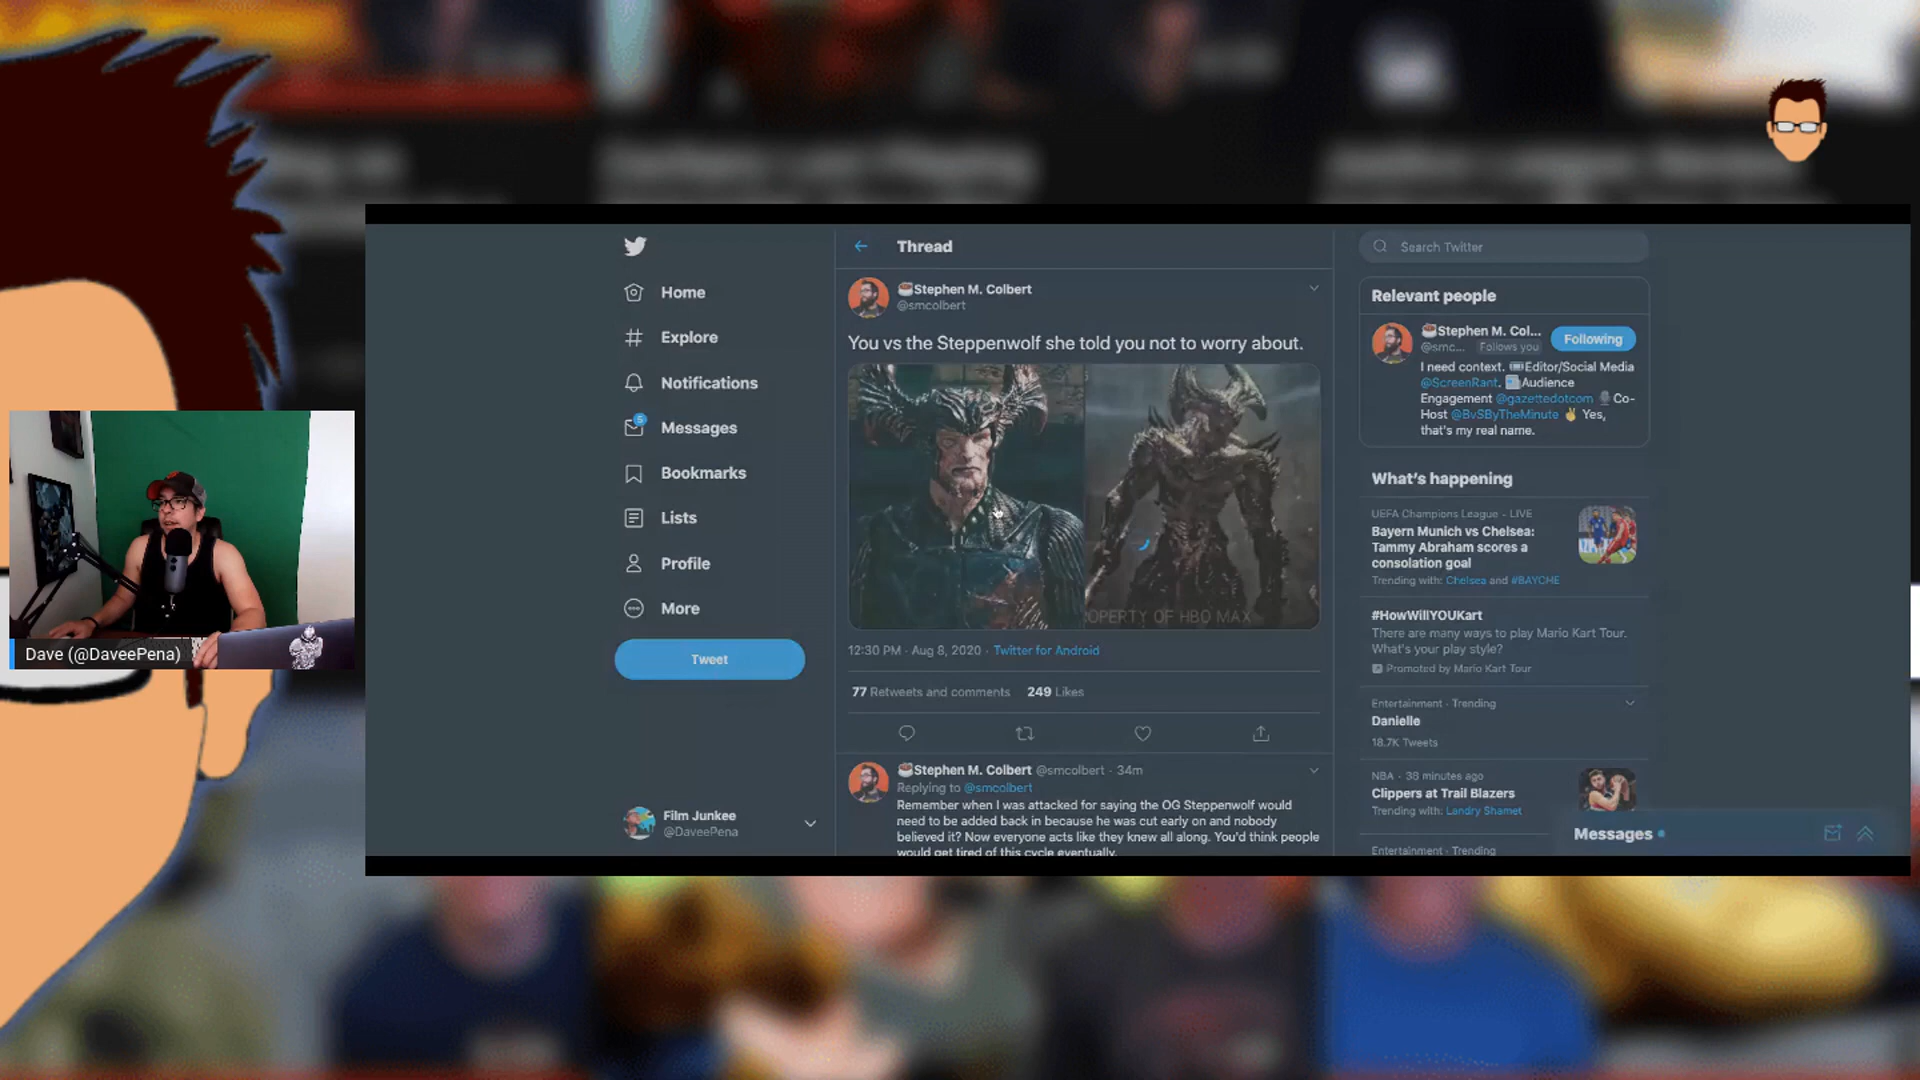 Home
Explore
Notifications
5
Messages
Bookmarks
Lists
Profile
More
Tweet
Film Junkee
@DaveePena
Thread
Stephen M. Colbert
@smcolbert
You vs the Steppenwolf she told you not to worry about.
OPERTY OF HBO MAX
12:30 PM · Aug 8, 2020 · Twitter for Android
77 Retweets and comments 249 Likes
Stephen M. Colbert @smcolbert · 34m
Replying to @smcolbert
Remember when I was attacked for saying the OG Steppenwolf would
need to be added back in because he was cut early on and nobody
believed it? Now everyone acts like they knew all along. You'd think people
would get tired of this cycle eventually.
Search Twitter
Relevant people
Stephen M. Col...
@smc... Follows you
Following
I need context. Editor/Social Media
@ScreenRant. Audience
Engagement @gazettedotcom Co-
Host @BvSByTheMinute Yes,
that's my real name.
What's happening
UEFA Champions League · LIVE
Bayern Munich vs Chelsea:
Tammy Abraham scores a
consolation goal
Trending with: Chelsea and #BAYCHE
#HowWillYOUKart
There are many ways to play Mario Kart Tour.
What's your play style?
Promoted by Mario Kart Tour
Entertainment · Trending
Danielle
18.7K Tweets
NBA · 38 minutes ago
Clippers at Trail Blazers
Trending with: Landry Shamet
Entertainment · Trending
Messages
Dave (@DaveePena)